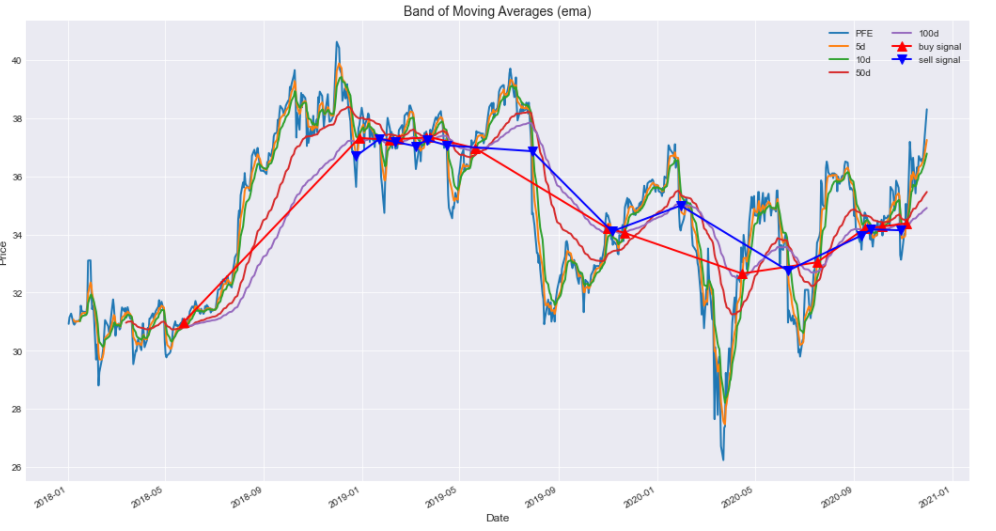 Band of Moving Averages (ema)
PFE
5d
10d
50d
100d
buy signal
sell signal
40
38
36
34
32
30
28
26
Price
2018-01
2018-05
2018-09
2019-01
2019-05
2019-09
2020-01
2020-05
2020-09
2021-01
Date